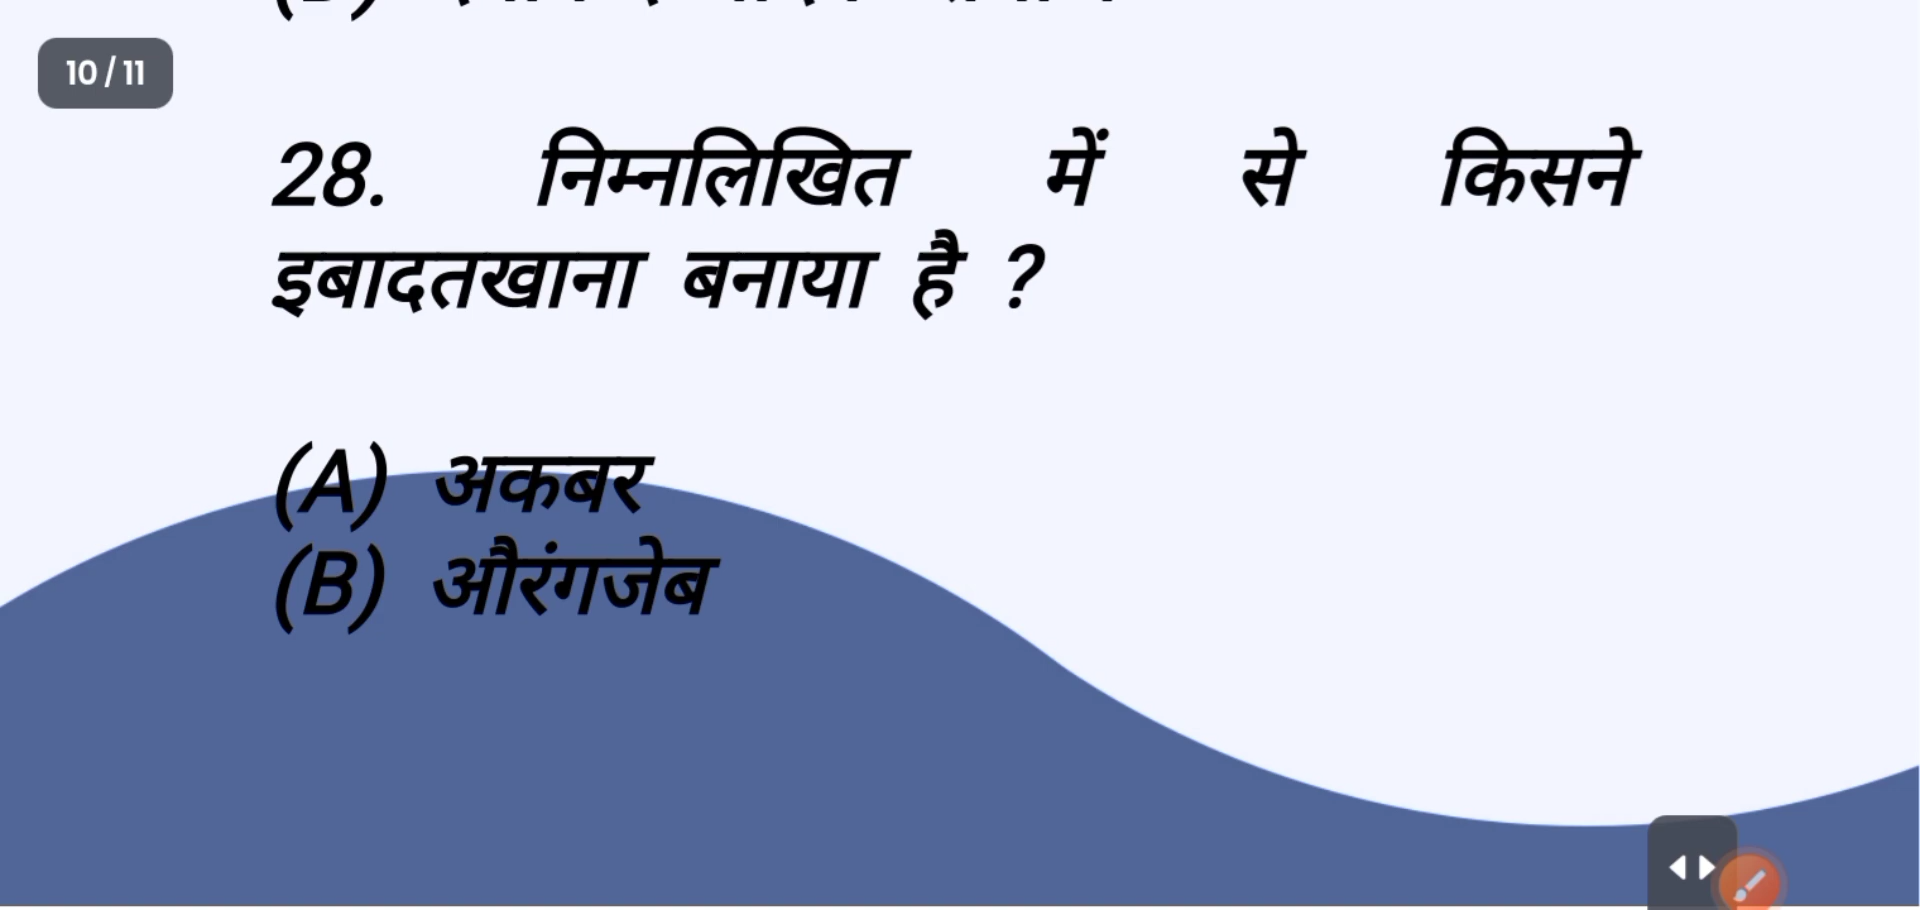 10 / 11
28. निम्नलिखित में से किसने
इबादतखाना बनाया है ?
(A) अकबर
(B) औरंगजेब